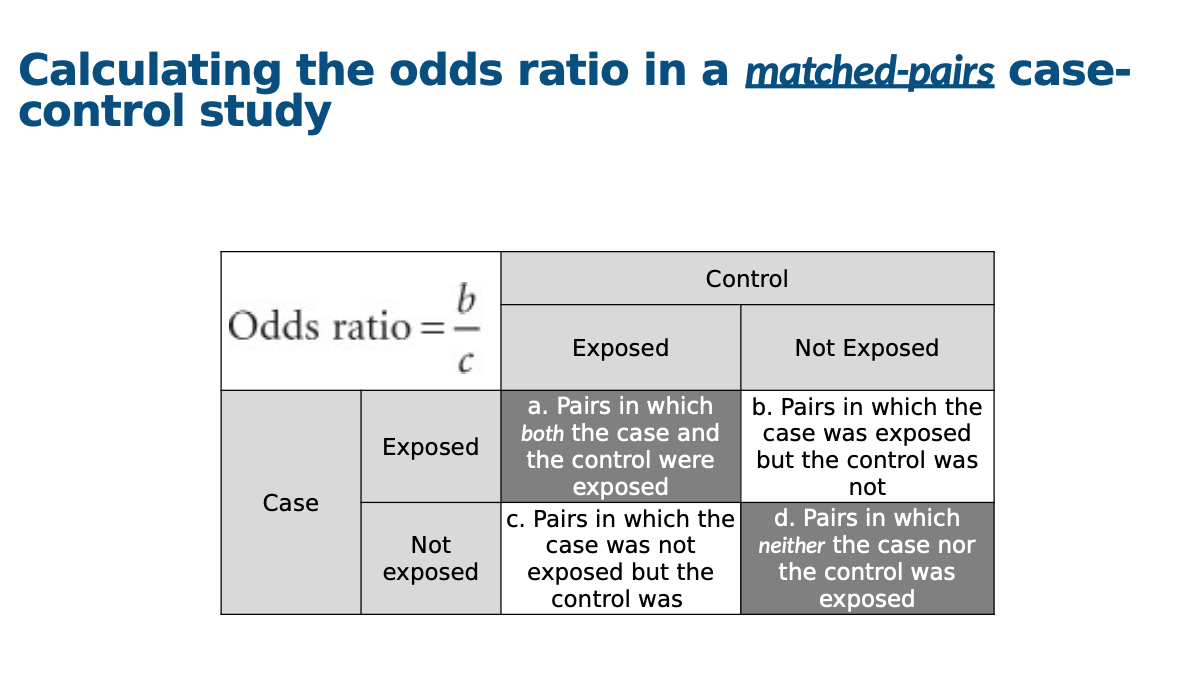 Calculating the odds ratio in a matched-pairs case-
control study
Odds ratio = b/c
Control
Exposed
Not Exposed
Case
Exposed
a. Pairs in which
both the case and
the control were
exposed
b. Pairs in which the
case was exposed
but the control was
not
Not
exposed
c. Pairs in which the
case was not
exposed but the
control was
d. Pairs in which
neither the case nor
the control was
exposed